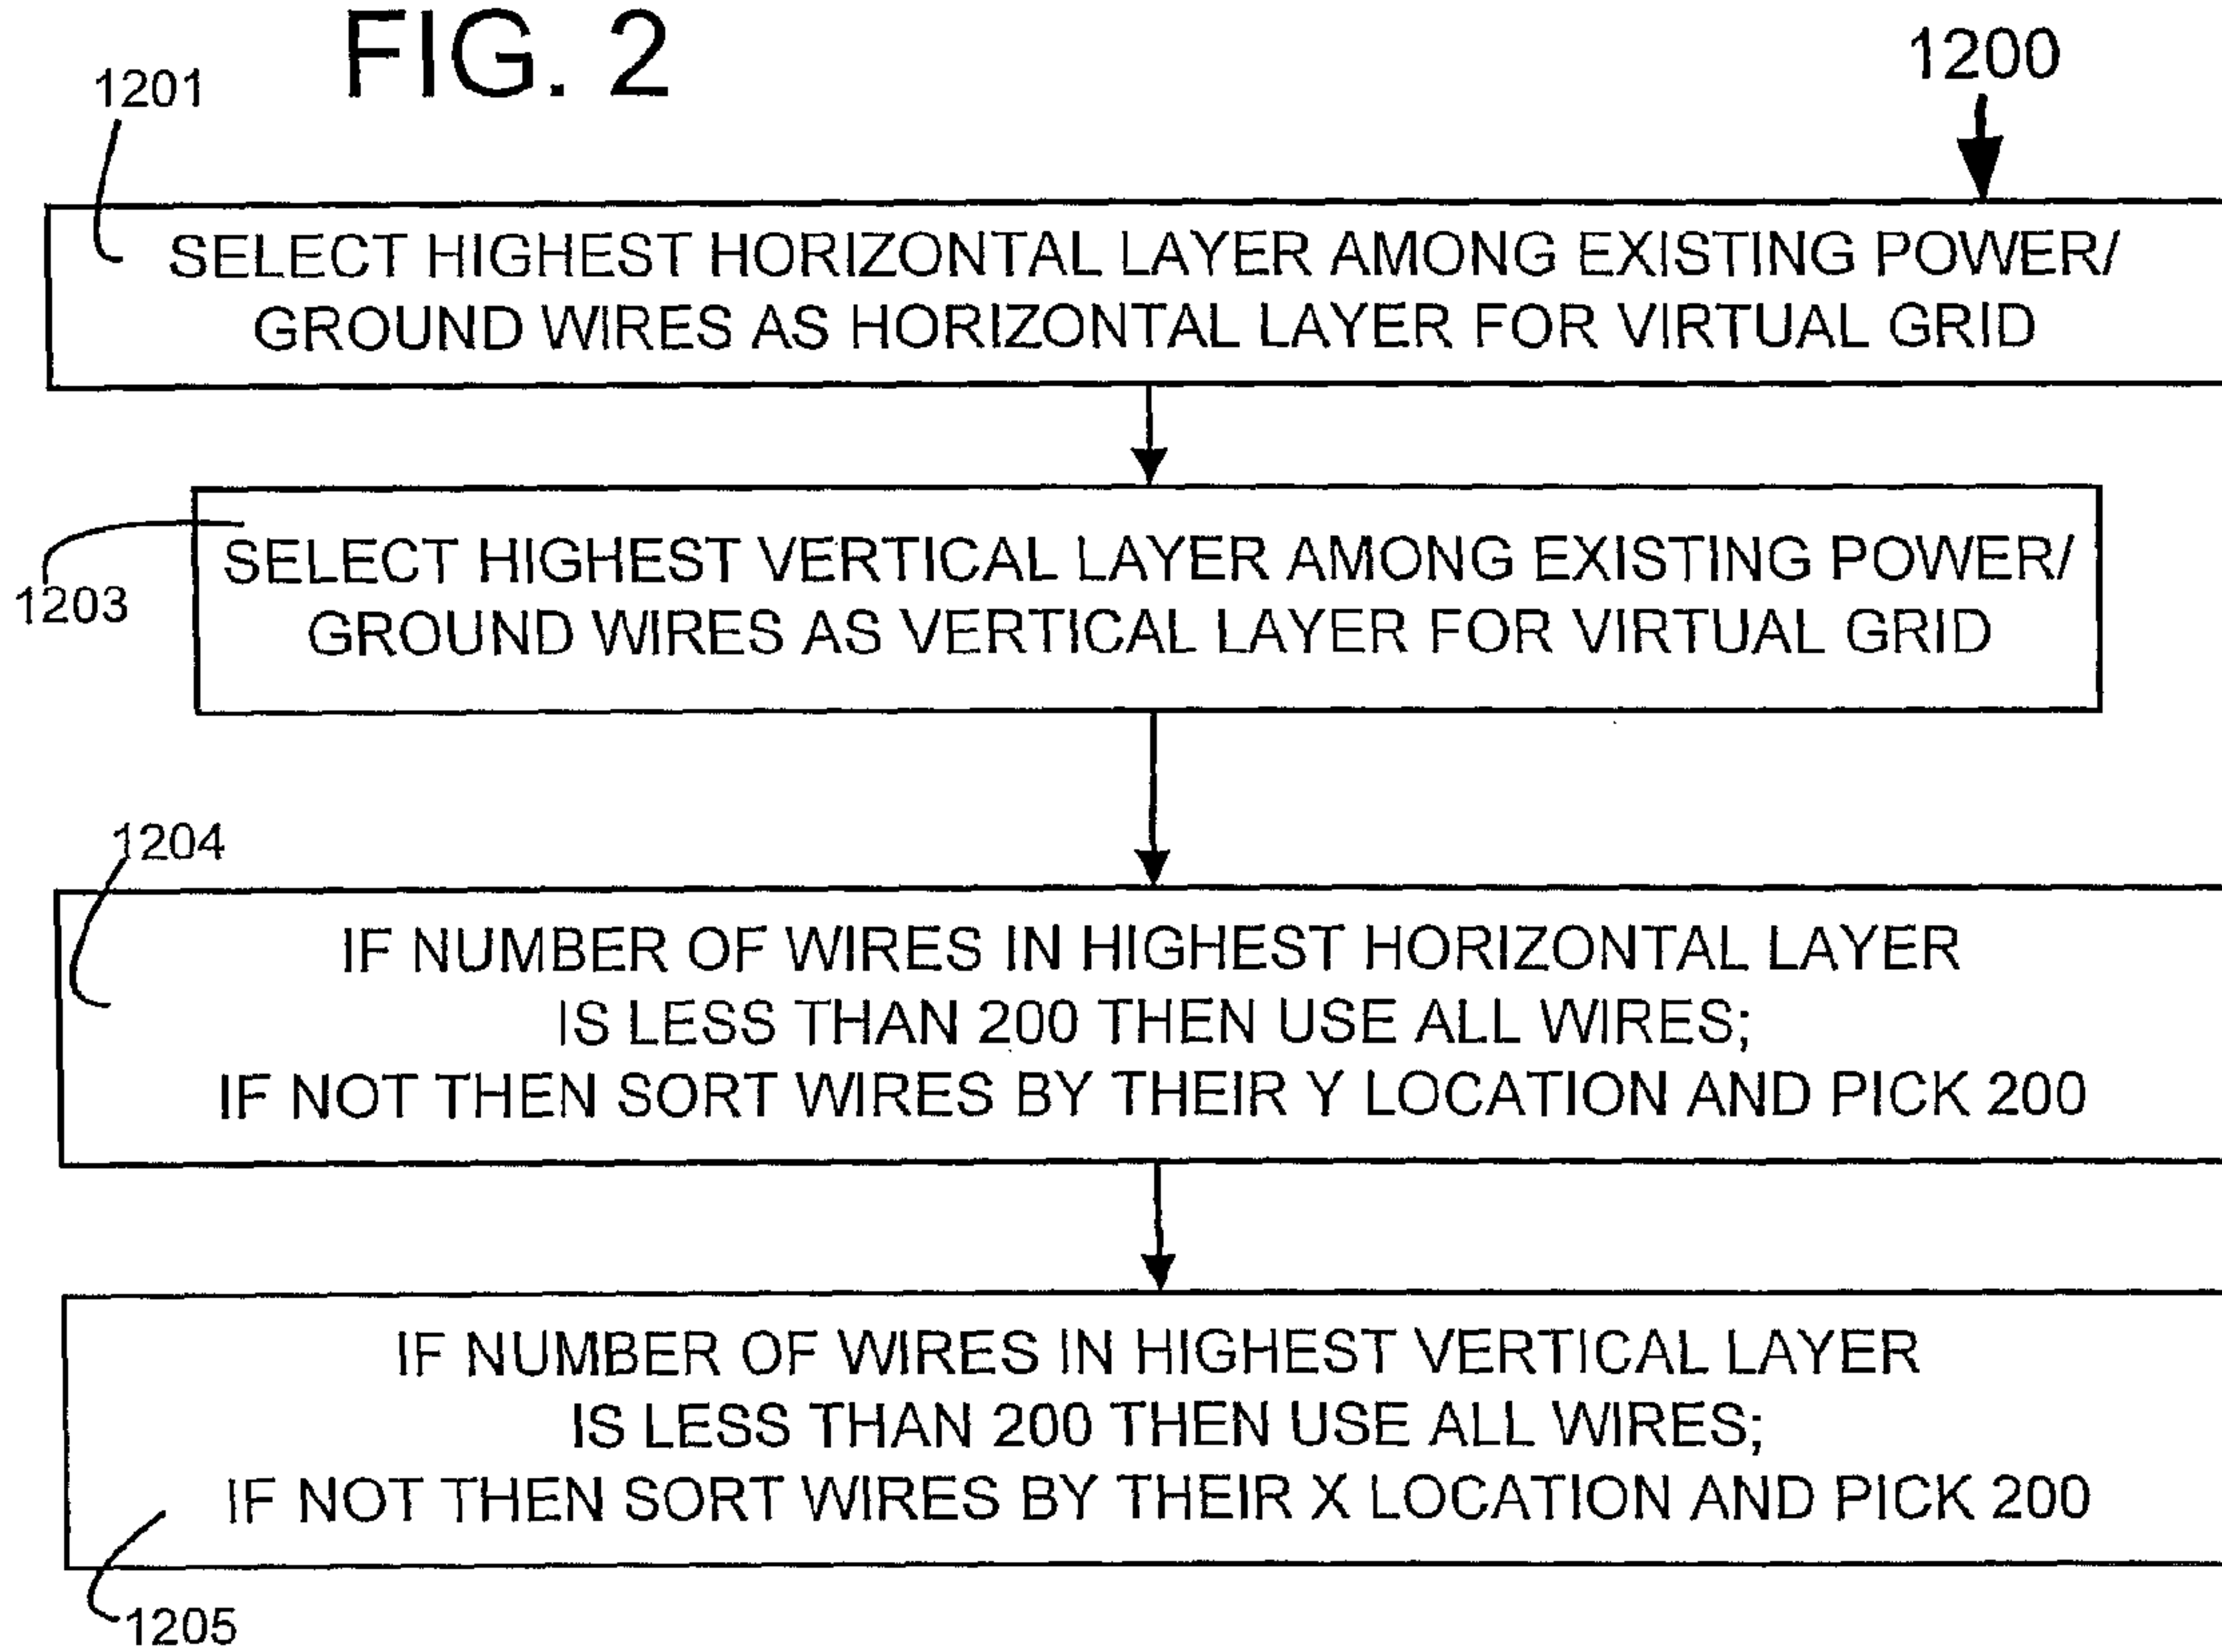 FIG. 2
1200
1201
SELECT HIGHEST HORIZONTAL LAYER AMONG EXISTING POWER/
GROUND WIRES AS HORIZONTAL LAYER FOR VIRTUAL GRID
1203
SELECT HIGHEST VERTICAL LAYER AMONG EXISTING POWER/
GROUND WIRES AS VERTICAL LAYER FOR VIRTUAL GRID
1204
IF NUMBER OF WIRES IN HIGHEST HORIZONTAL LAYER
IS LESS THAN 200 THEN USE ALL WIRES;
IF NOT THEN SORT WIRES BY THEIR Y LOCATION AND PICK 200
IF NUMBER OF WIRES IN HIGHEST VERTICAL LAYER
IS LESS THAN 200 THEN USE ALL WIRES;
IF NOT THEN SORT WIRES BY THEIR X LOCATION AND PICK 200
1205